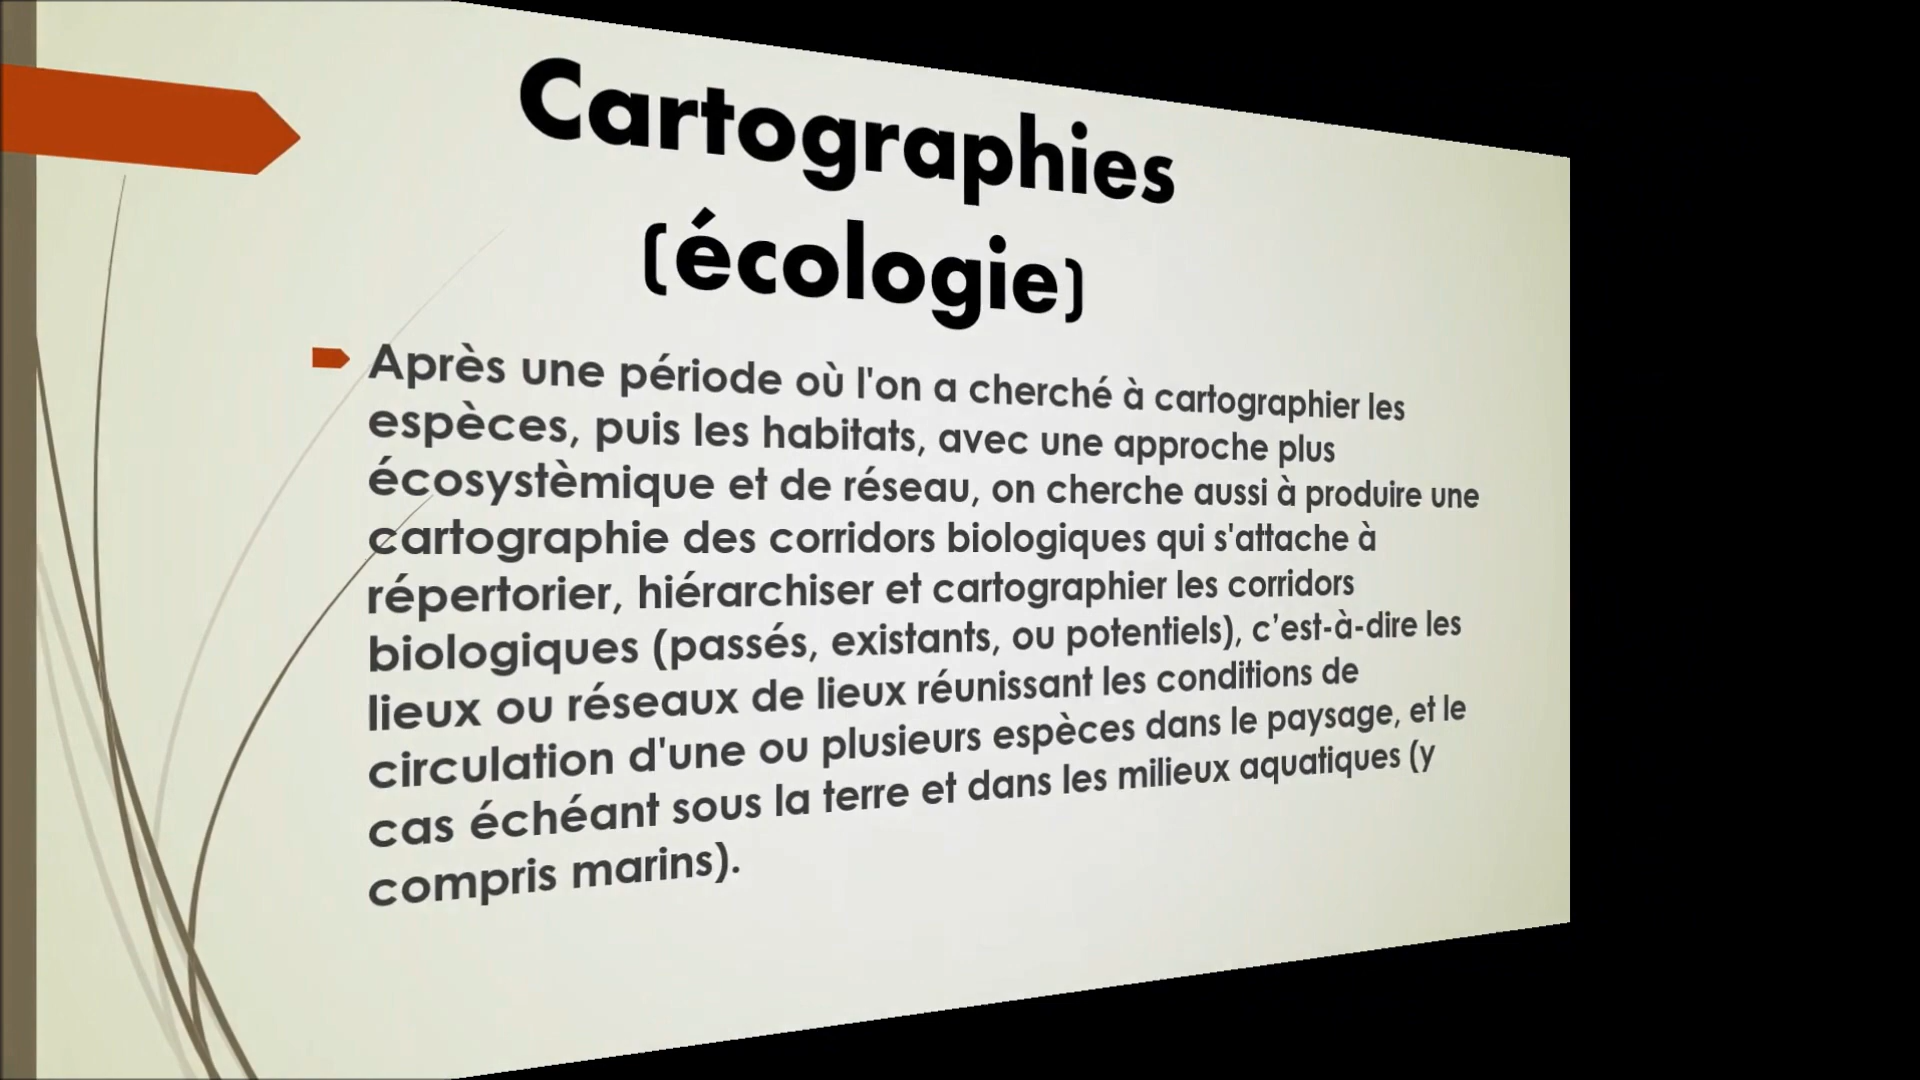 Cartographies
(écologie)
Après une période où l'on a cherché à cartographier les
espèces, puis les habitats, avec une approche plus
écosystèmique et de réseau, on cherche aussi à produire une
cartographie des corridors biologiques qui s'attache à
répertorier, hiérarchiser et cartographier les corridors
biologiques (passés, existants, ou potentiels), c’est-à-dire les
lieux ou réseaux de lieux réunissant les conditions de
circulation d'une ou plusieurs espèces dans le paysage, et le
cas échéant sous la terre et dans les milieux aquatiques (y
compris marins).